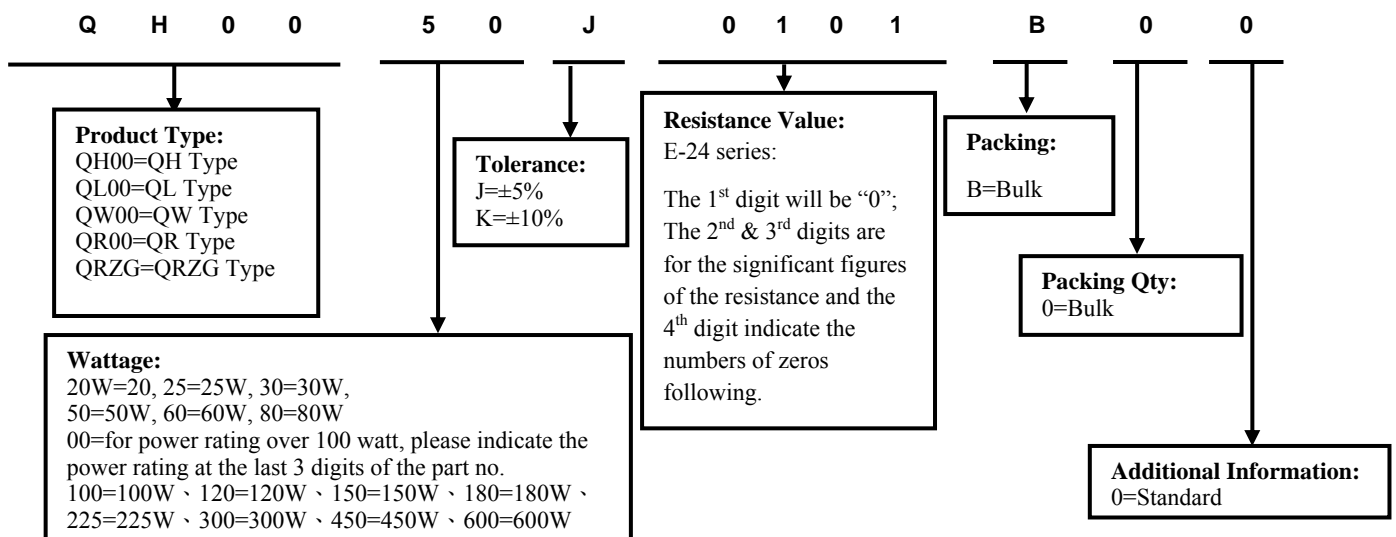 Q H 0 0 5 0 J 0 1 0 1 B 0 0
Product Type:
QH00=QH Type
QL00=QL Type
QW00=QW Type
QR00=QR Type
QRZG=QRZG Type
Tolerance:
J=±5%
K=±10%
Resistance Value:
E-24 series:
The 1st digit will be “0”;
The 2nd & 3rd digits are
for the significant figures
of the resistance and the
4th digit indicate the
numbers of zeros
following.
Packing:
B=Bulk
Packing Qty:
0=Bulk
Wattage:
20W=20, 25=25W, 30=30W,
50=50W, 60=60W, 80=80W
00=for power rating over 100 watt, please indicate the
power rating at the last 3 digits of the part no.
100=100W、120=120W、150=150W、180=180W、
225=225W、300=300W、450=450W、600=600W
Additional Information:
0=Standard